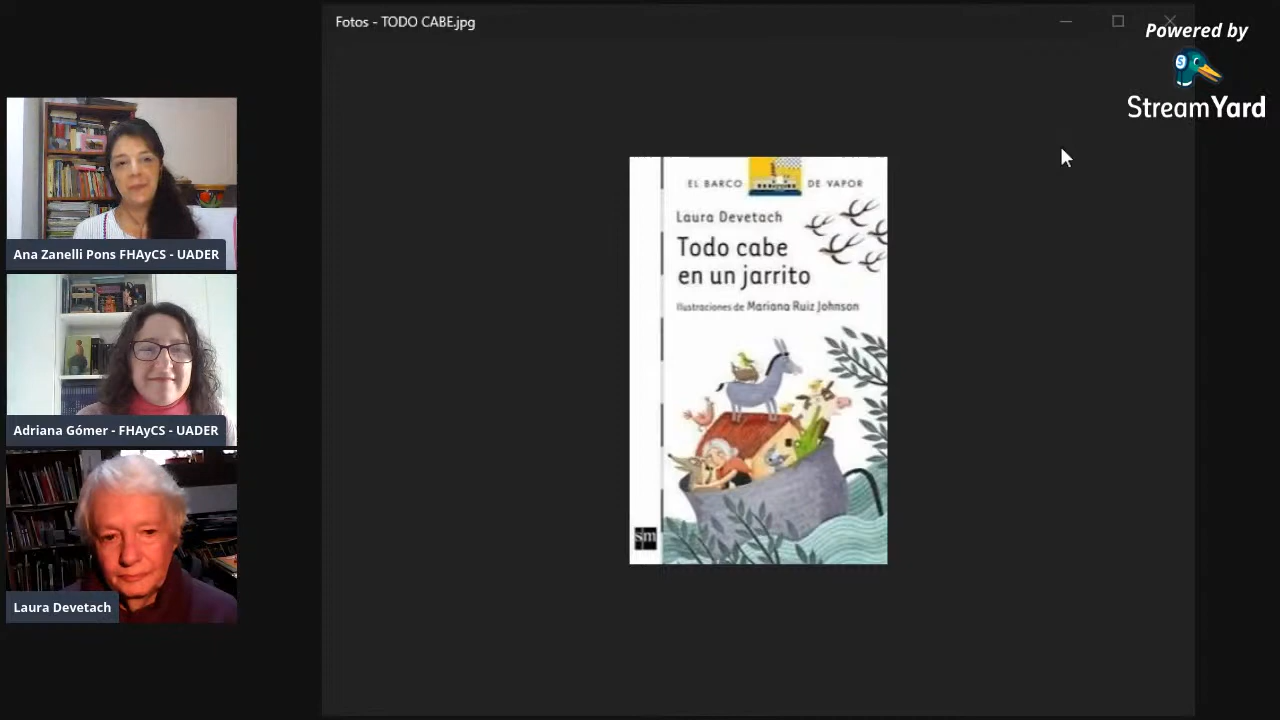 Fotos - TODO CABE.jpg
Powered by
StreamYard
Ana Zanelli Pons FHAyCS - UADER
Adriana Gómer - FHAyCS - UADER
Laura Devetach
EL BARCO DE VAPOR
Laura Devetach
Todo cabe
en un jarrito
Ilustraciones de Mariana Ruiz Johnson
sm